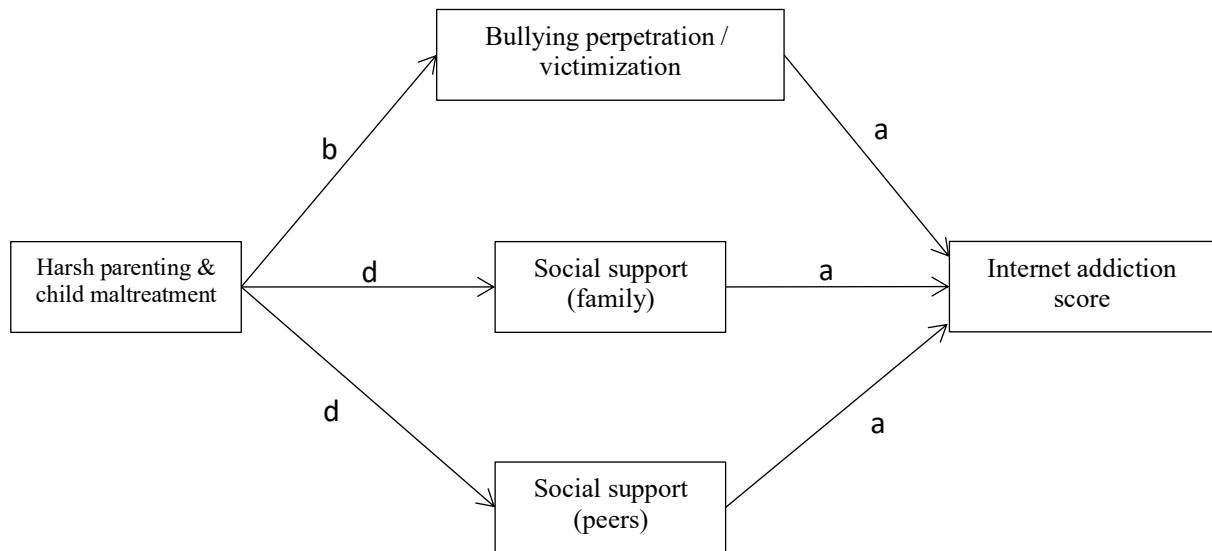 Bullying perpetration /
victimization
b
a
Harsh parenting &
child maltreatment
d
Social support
(family)
a
Internet addiction
score
d
a
Social support
(peers)